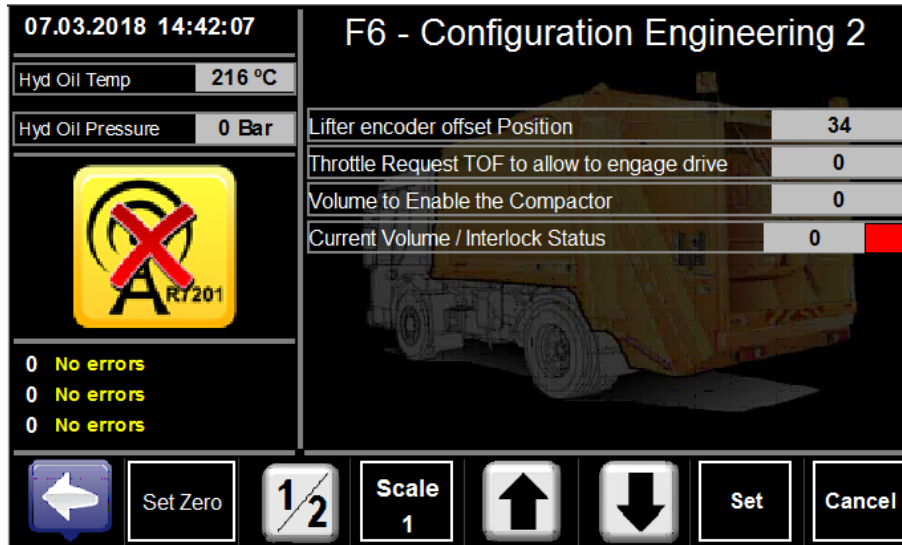 07.03.2018 14:42:07
F6 - Configuration Engineering 2
Hyd Oil Temp 216 ºC
Hyd Oil Pressure 0 Bar
Lifter encoder offset Position 34
Throttle Request TOF to allow to engage drive 0
Volume to Enable the Compactor 0
Current Volume / Interlock Status 0
R7201
0 No errors
0 No errors
0 No errors
Set Zero
1/2
Scale
1
Set
Cancel